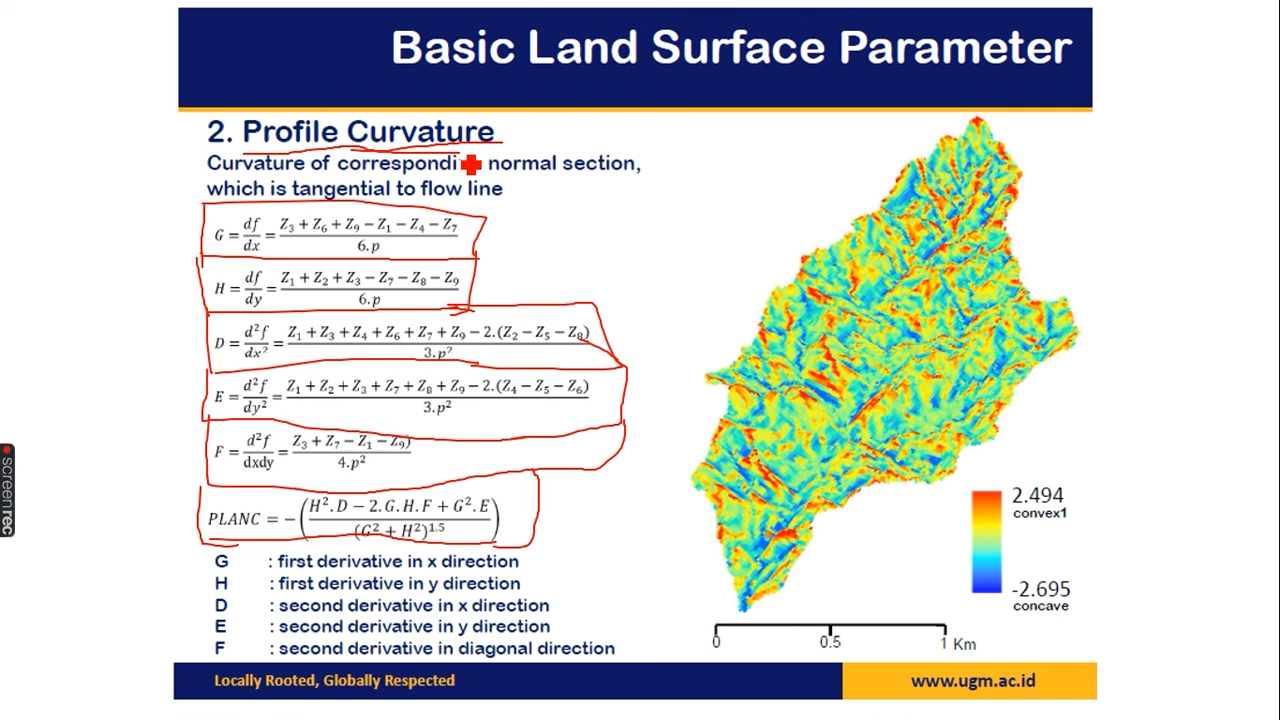 Basic Land Surface Parameter
2. Profile Curvature
Curvature of correspondi normal section,
which is tangential to flow line
G = df/dx = (Z₃ + Z₆ + Z₉ − Z₁ − Z₄ − Z₇) / 6.p
H = df/dy = (Z₁ + Z₂ + Z₃ − Z₇ − Z₈ − Z₉) / 6.p
D = d²f/dx² = (Z₁ + Z₃ + Z₄ + Z₆ + Z₇ + Z₉ − 2.(Z₂ − Z₅ − Z₈)) / 3.p²
E = d²f/dy² = (Z₁ + Z₂ + Z₃ + Z₇ + Z₈ + Z₉ − 2.(Z₄ − Z₅ − Z₆)) / 3.p²
F = d²f/dxdy = Z₃ + Z₇ − Z₁ − Z₉) / 4.p²
PLANC = −((H².D − 2.G.H.F + G².E) / (G² + H²)^1.5)
G : first derivative in x direction
H : first derivative in y direction
D : second derivative in x direction
E : second derivative in y direction
F : second derivative in diagonal direction
2.494
convex1
-2.695
concave
0 0.5 1 Km
Locally Rooted, Globally Respected
www.ugm.ac.id
screenrec